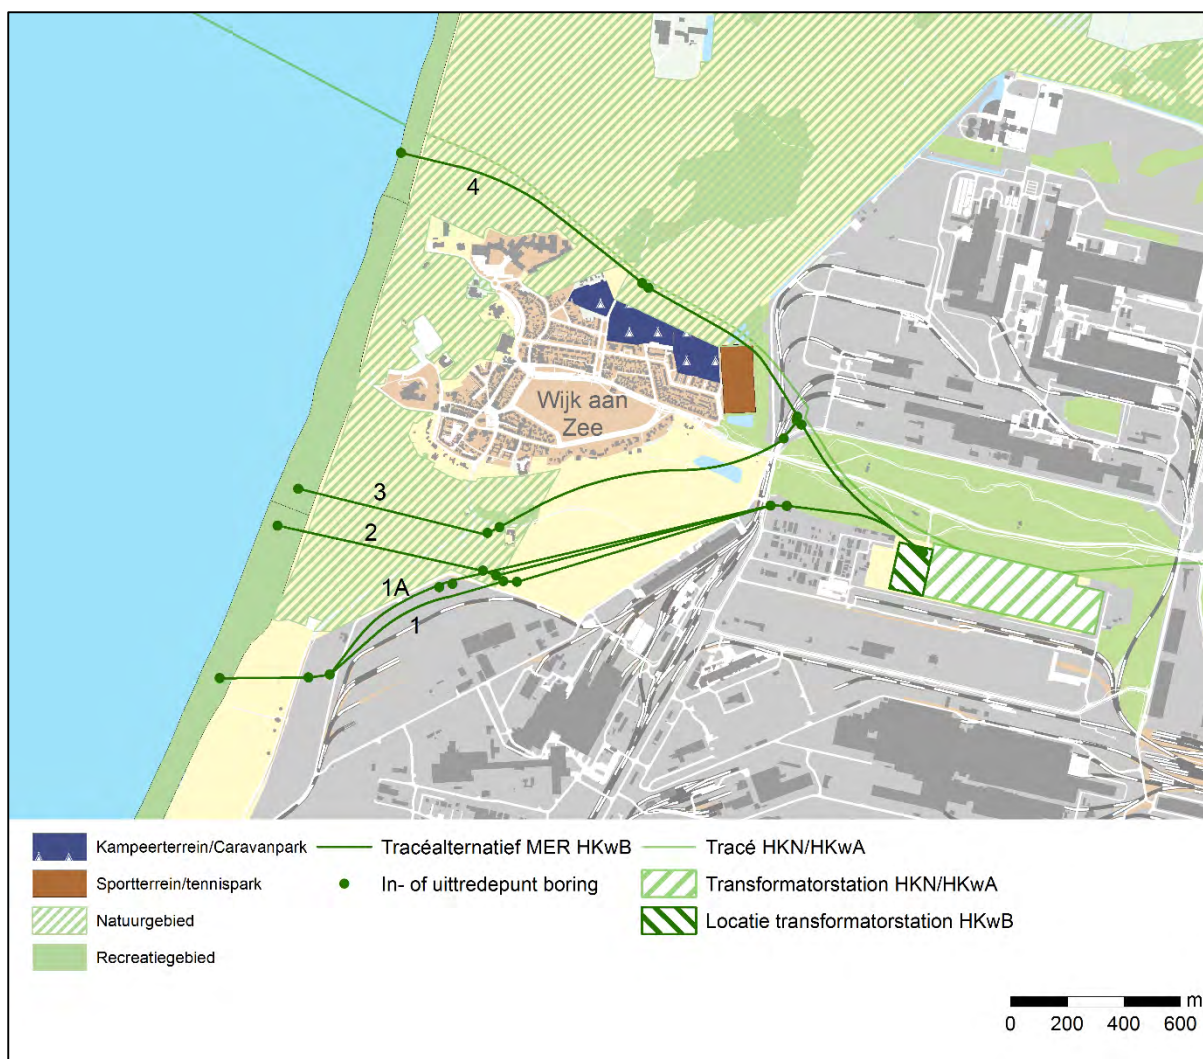 4
Wijk aan
Zee
3
2
1A
1
Kampeerterrein/Caravanpark
Tracéalternatief MER HKwB
Tracé HKN/HKwA
Sportterrein/tennispark
In- of uittredepunt boring
Transformatorstation HKN/HKwA
Natuurgebied
Locatie transformatorstation HKwB
Recreatiegebied
m
0 200 400 600